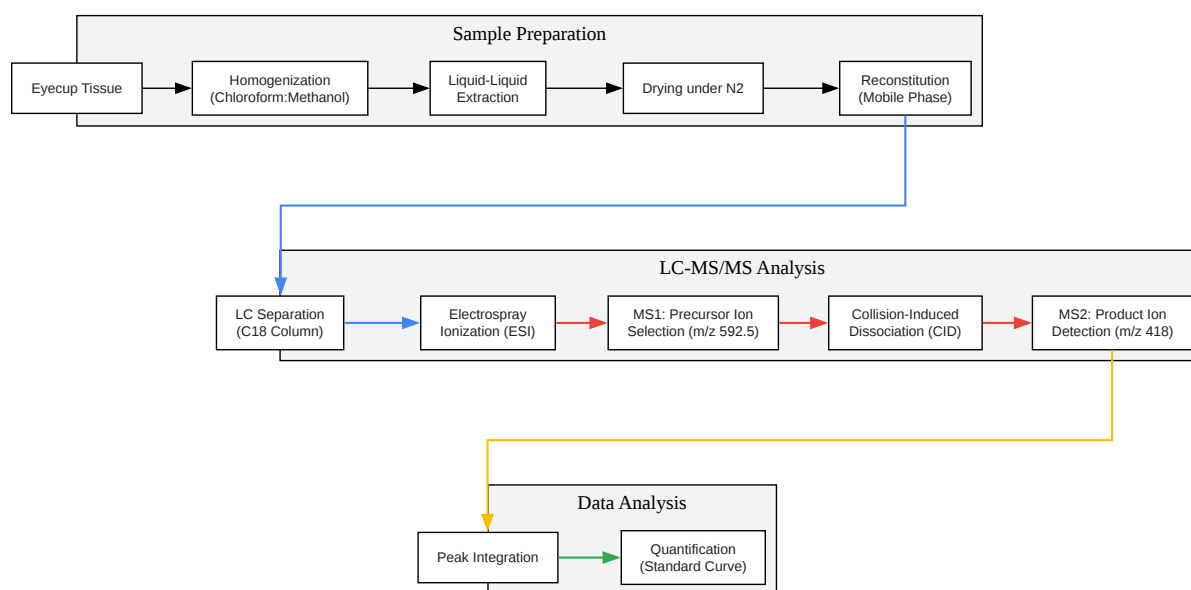 Sample Preparation
Eyecup Tissue
Homogenization
(Chloroform:Methanol)
Liquid-Liquid
Extraction
Drying under N2
Reconstitution
(Mobile Phase)
LC-MS/MS Analysis
LC Separation
(C18 Column)
Electrospray
Ionization (ESI)
MS1: Precursor Ion
Selection (m/z 592.5)
Collision-Induced
Dissociation (CID)
MS2: Product Ion
Detection (m/z 418)
Data Analysis
Peak Integration
Quantification
(Standard Curve)